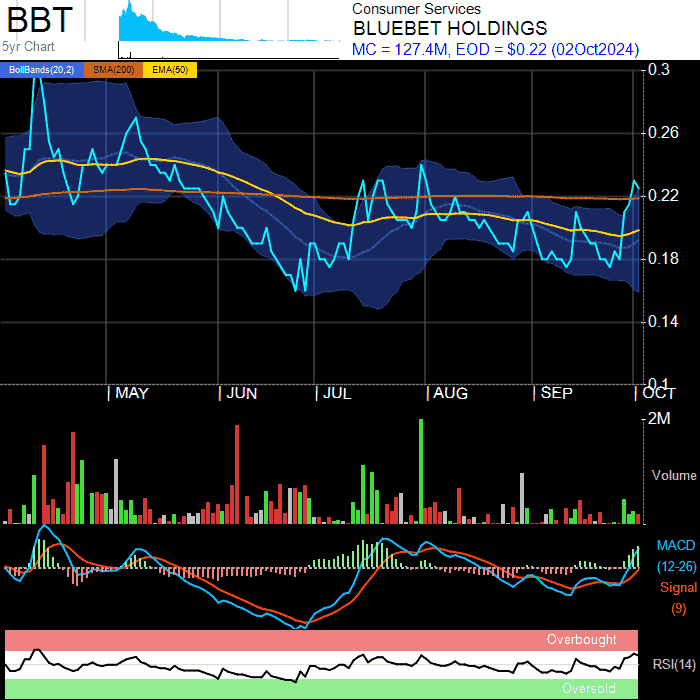 BBT
5yr Chart
Consumer Services
BLUEBET HOLDINGS
MC = 127.4M, EOD = $0.22 (02Oct2024)
BollBands(20,2) SMA(200) EMA(50)
0.3
0.26
0.22
0.18
0.14
0.1
| MAY | JUN | JUL | AUG | SEP | OCT
2M
Volume
MACD
(12-26)
Signal
(9)
Overbought
RSI(14)
Oversold